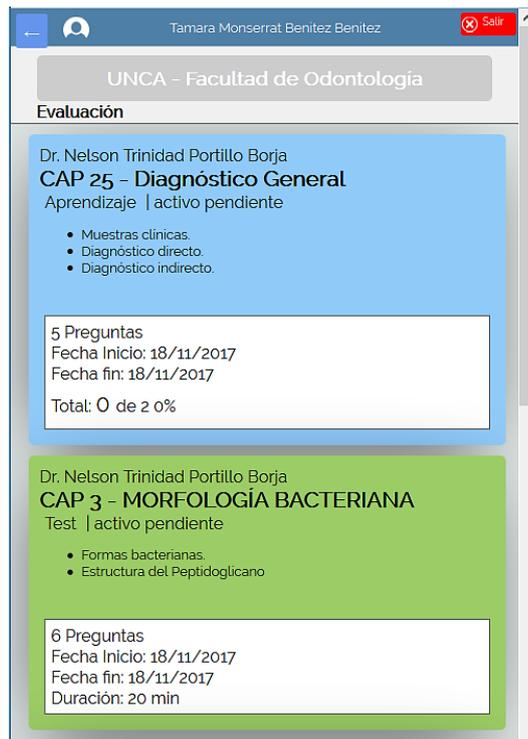 ← Tamara Monserrat Benitez Benitez Salir
UNCA - Facultad de Odontología
Evaluación
Dr. Nelson Trinidad Portillo Borja
CAP 25 - Diagnóstico General
Aprendizaje | activo pendiente
• Muestras clínicas.
• Diagnóstico directo.
• Diagnóstico indirecto.
5 Preguntas
Fecha Inicio: 18/11/2017
Fecha fin: 18/11/2017
Total: 0 de 2 0%
Dr. Nelson Trinidad Portillo Borja
CAP 3 - MORFOLOGÍA BACTERIANA
Test | activo pendiente
• Formas bacterianas.
• Estructura del Peptidoglicano
6 Preguntas
Fecha Inicio: 18/11/2017
Fecha fin: 18/11/2017
Duración: 20 min